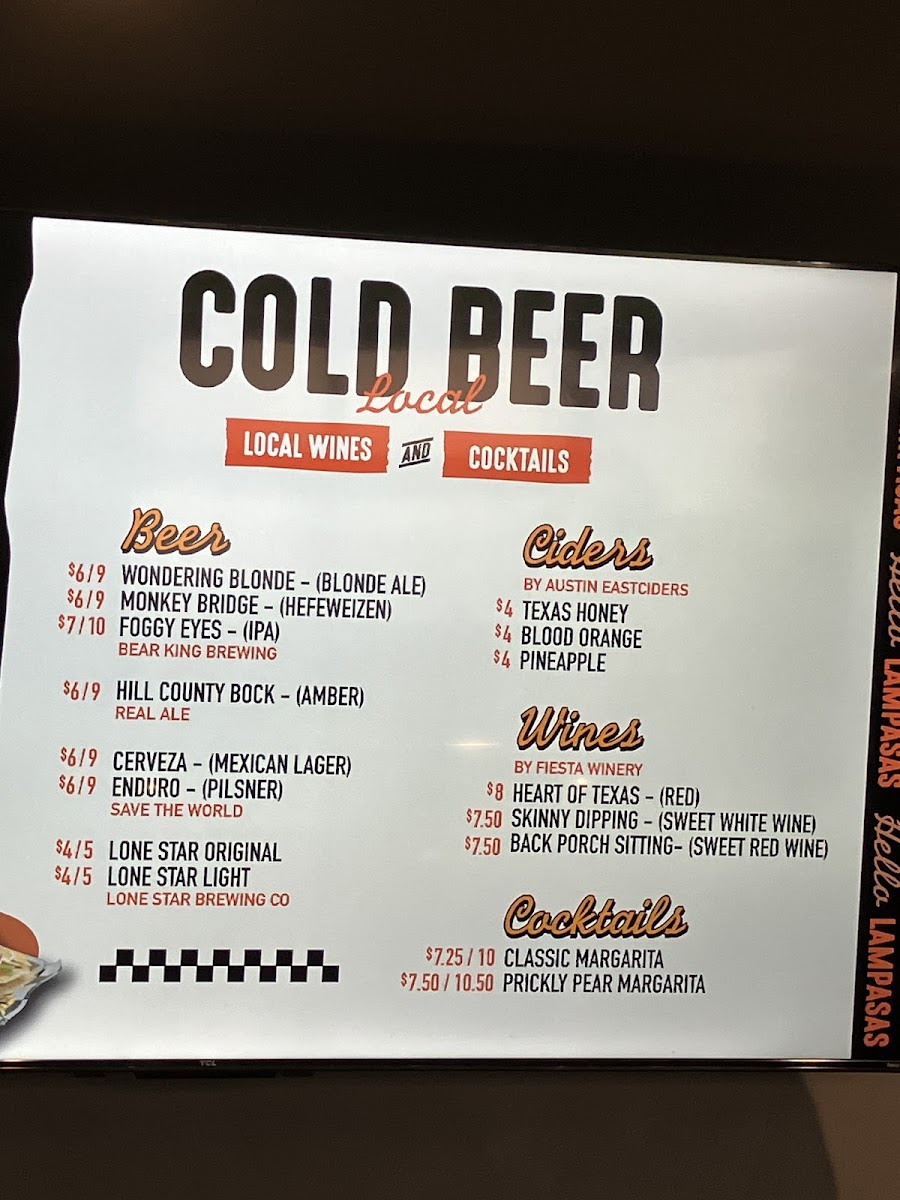 COLD BEER
Local
LOCAL WINES AND COCKTAILS
Beer
$6/9 WONDERING BLONDE - (BLONDE ALE)
$6/9 MONKEY BRIDGE - (HEFEWEIZEN)
$7/10 FOGGY EYES - (IPA)
BEAR KING BREWING
$6/9 HILL COUNTY BOCK - (AMBER)
REAL ALE
$6/9 CERVEZA - (MEXICAN LAGER)
$6/9 ENDURO - (PILSNER)
SAVE THE WORLD
$4/5 LONE STAR ORIGINAL
$4/5 LONE STAR LIGHT
LONE STAR BREWING CO
Ciders
BY AUSTIN EASTCIDERS
$4 TEXAS HONEY
$4 BLOOD ORANGE
$4 PINEAPPLE
Wines
BY FIESTA WINERY
$8 HEART OF TEXAS - (RED)
$7.50 SKINNY DIPPING - (SWEET WHITE WINE)
$7.50 BACK PORCH SITTING- (SWEET RED WINE)
Cocktails
$7.25 / 10 CLASSIC MARGARITA
$7.50 / 10.50 PRICKLY PEAR MARGARITA
Hello LAMPASAS Hello LAMPASAS
TCL